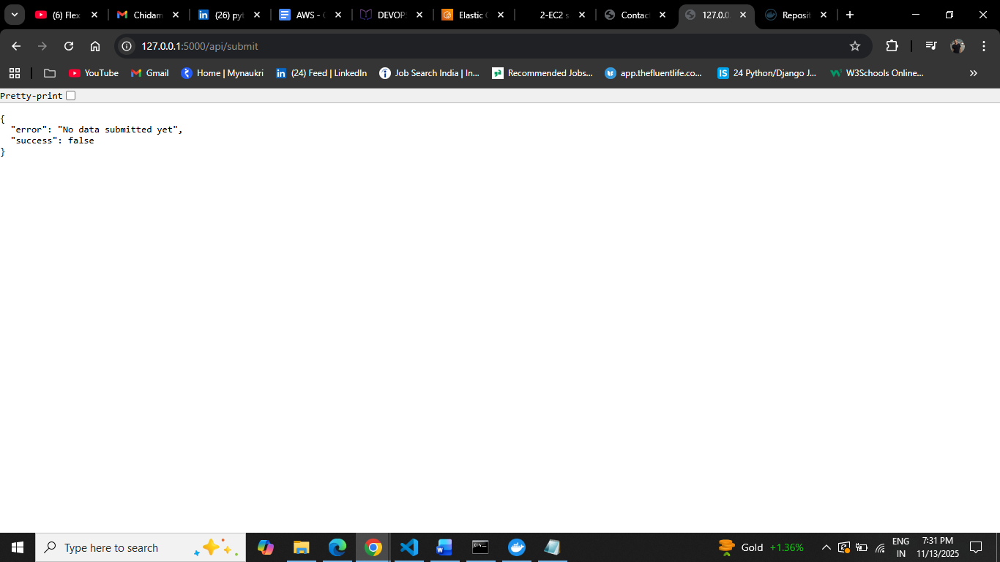 (6) Flex
Chidam
(26) pyt
AWS - 
DEVOPS
Elastic
2-EC2 s
Contac
127.0.0.
Reposit
127.0.0.1:5000/api/submit
YouTube
Gmail
Home | Mynaukri
(24) Feed | LinkedIn
Job Search India | In...
Recommended Jobs...
app.thefluentlife.co...
24 Python/Django J...
W3Schools Online...
Pretty-print
{
"error": "No data submitted yet",
"success": false
}
Type here to search
Gold +1.36%
ENG
IN
7:31 PM
11/13/2025